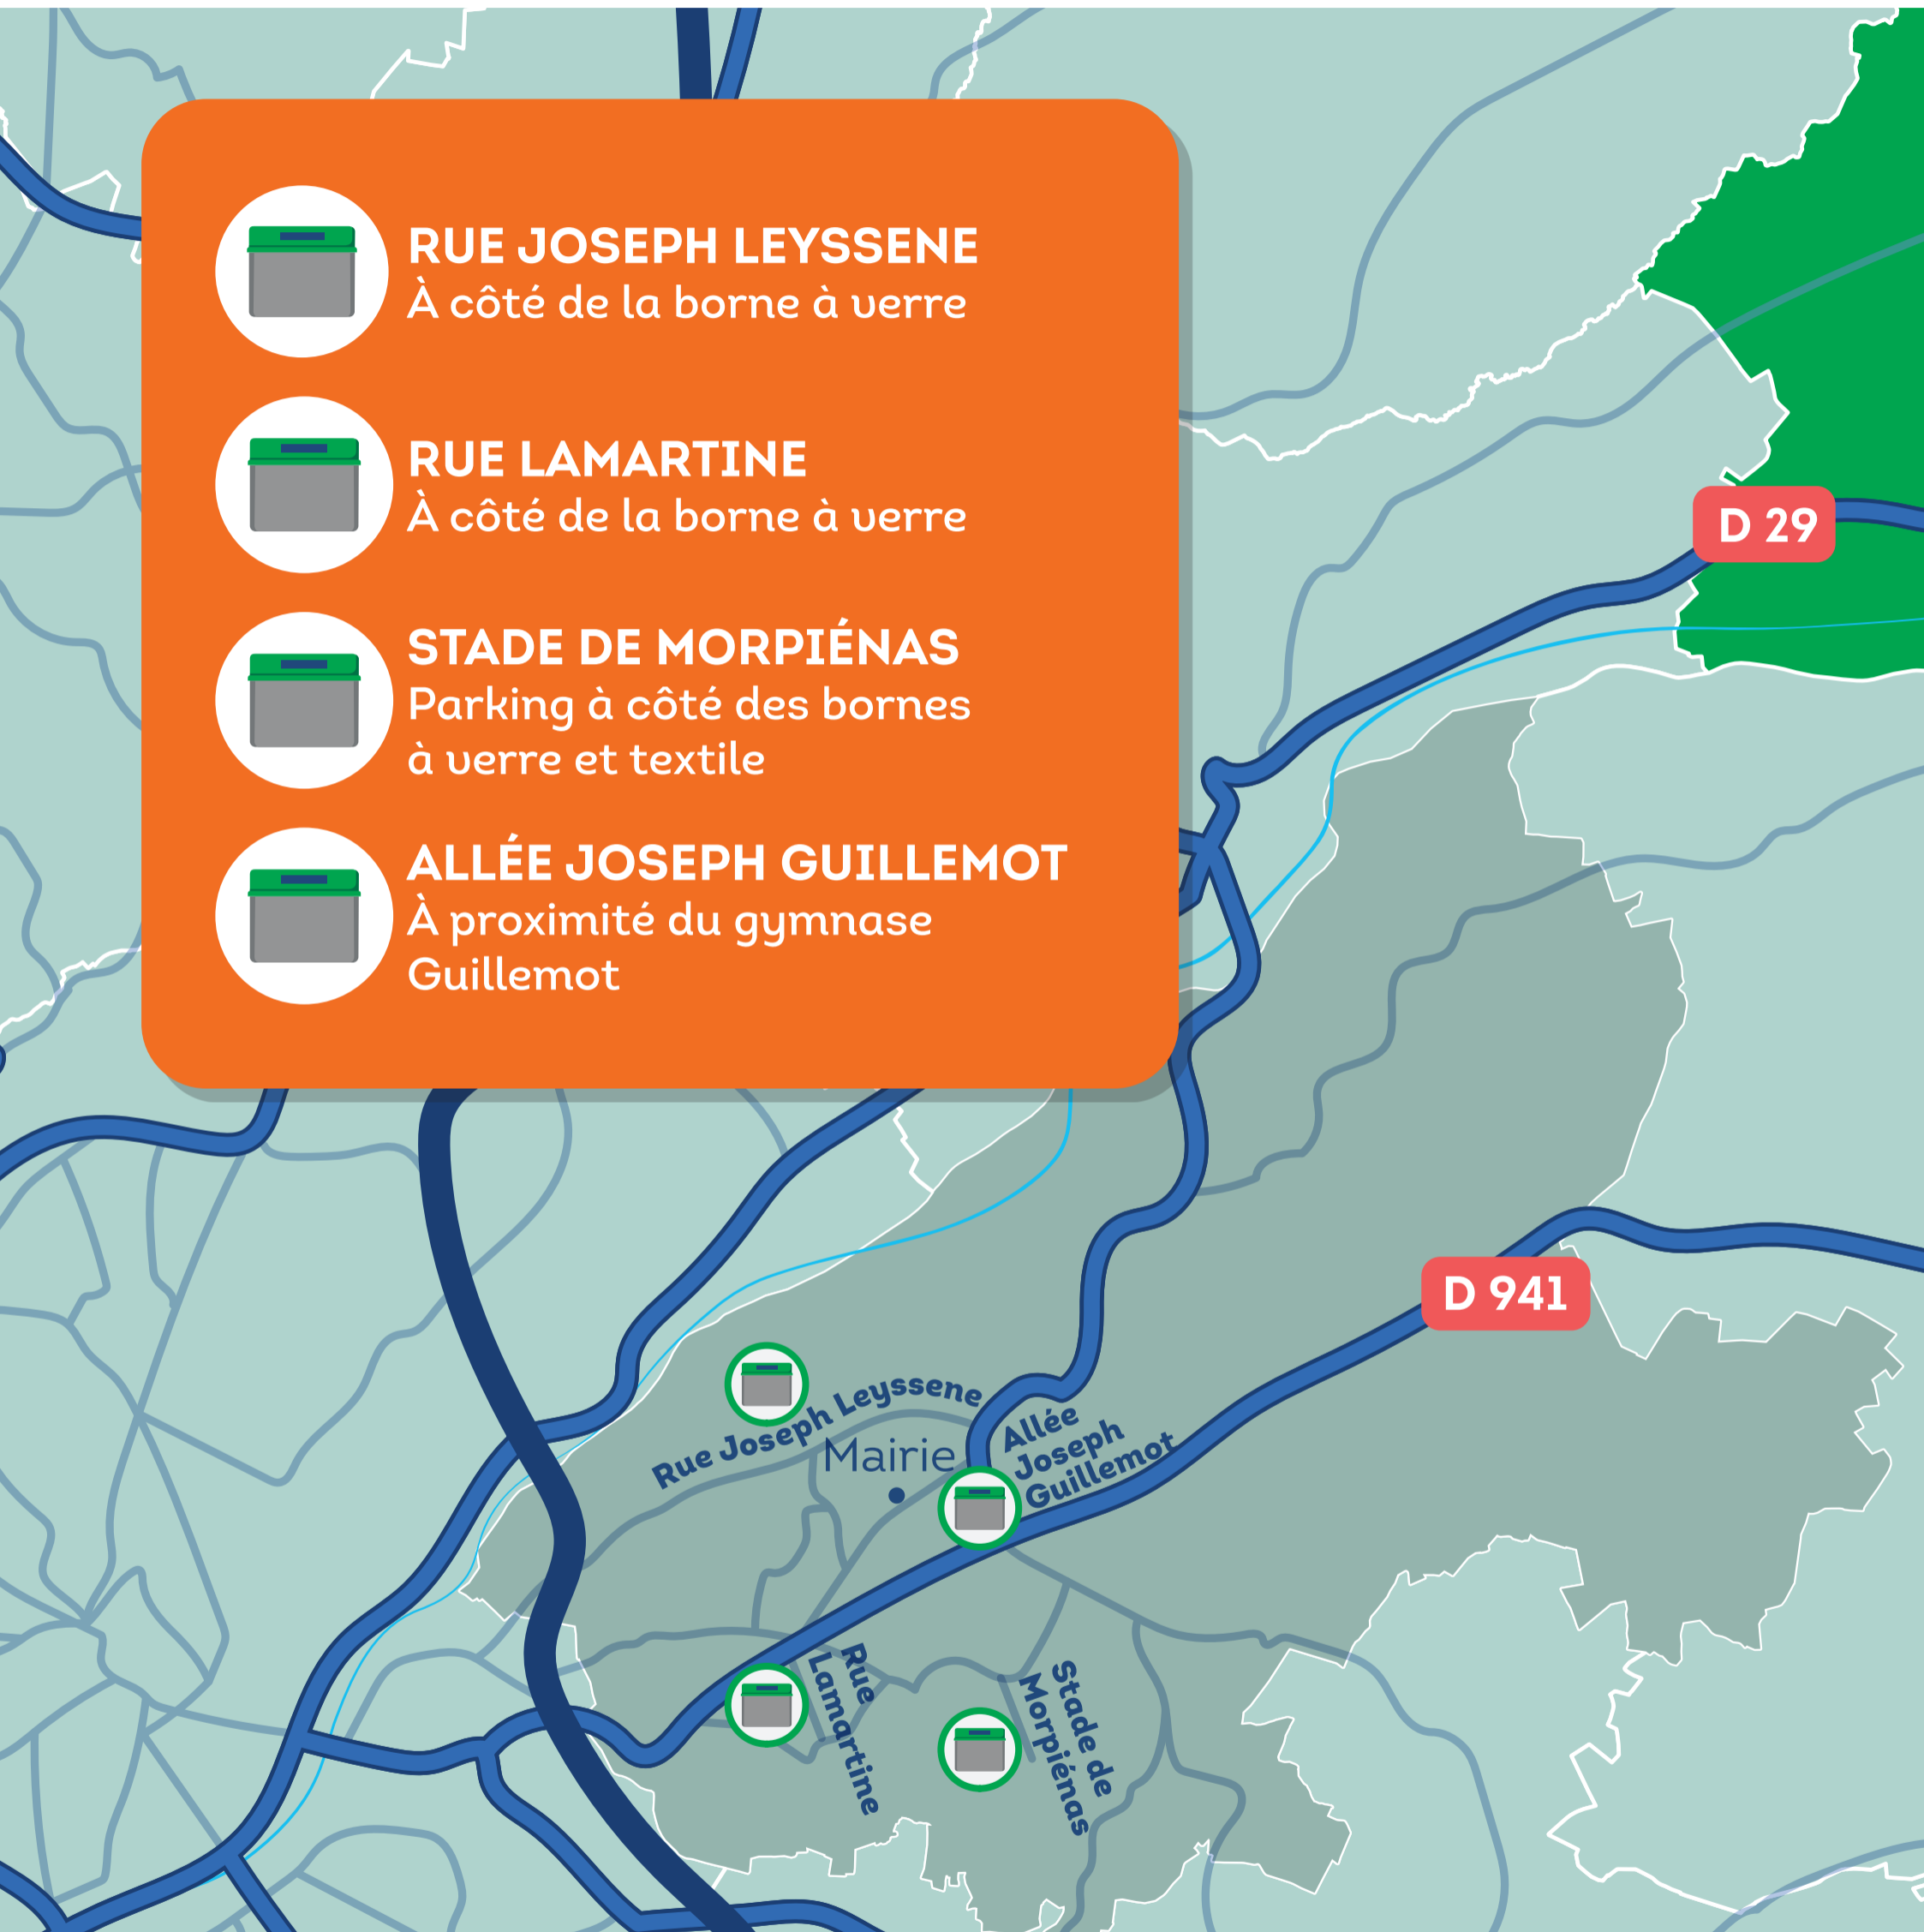 RUE JOSEPH LEYSSENE
À côté de la borne à verre
RUE LAMARTINE
À côté de la borne à verre
STADE DE MORPIÉNAS
Parking à côté des bornes
à verre et textile
ALLÉE JOSEPH GUILLEMOT
À proximité du gymnase
Guillemot
D 29
D 941
Rue Joseph Leyssene
Mairie
Allée
Joseph
Guillemot
Rue
Lamartine
Stade de
Morpiénas